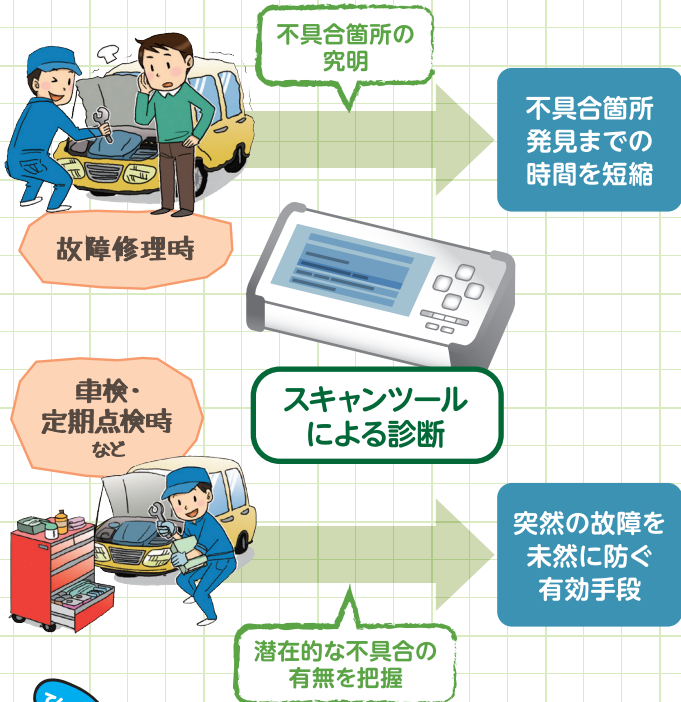 不具合箇所の
究明
不具合箇所
発見までの
時間を短縮
故障修理時
スキャンツール
による診断
車検・
定期点検時
など
突然の故障を
未然に防ぐ
有効手段
潜在的な不具合の
有無を把握